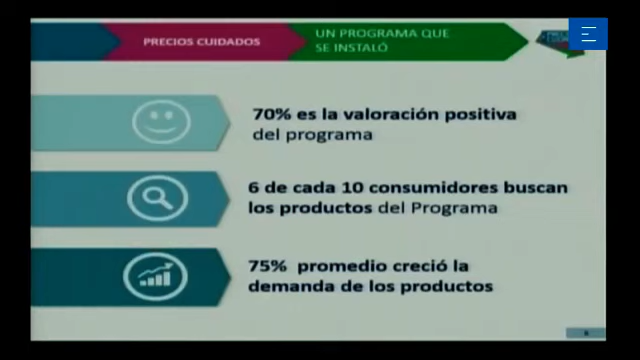 PRECIOS CUIDADOS
UN PROGRAMA QUE
SE INSTALÓ
70% es la valoración positiva
del programa
6 de cada 10 consumidores buscan
los productos del Programa
75% promedio creció la
demanda de los productos